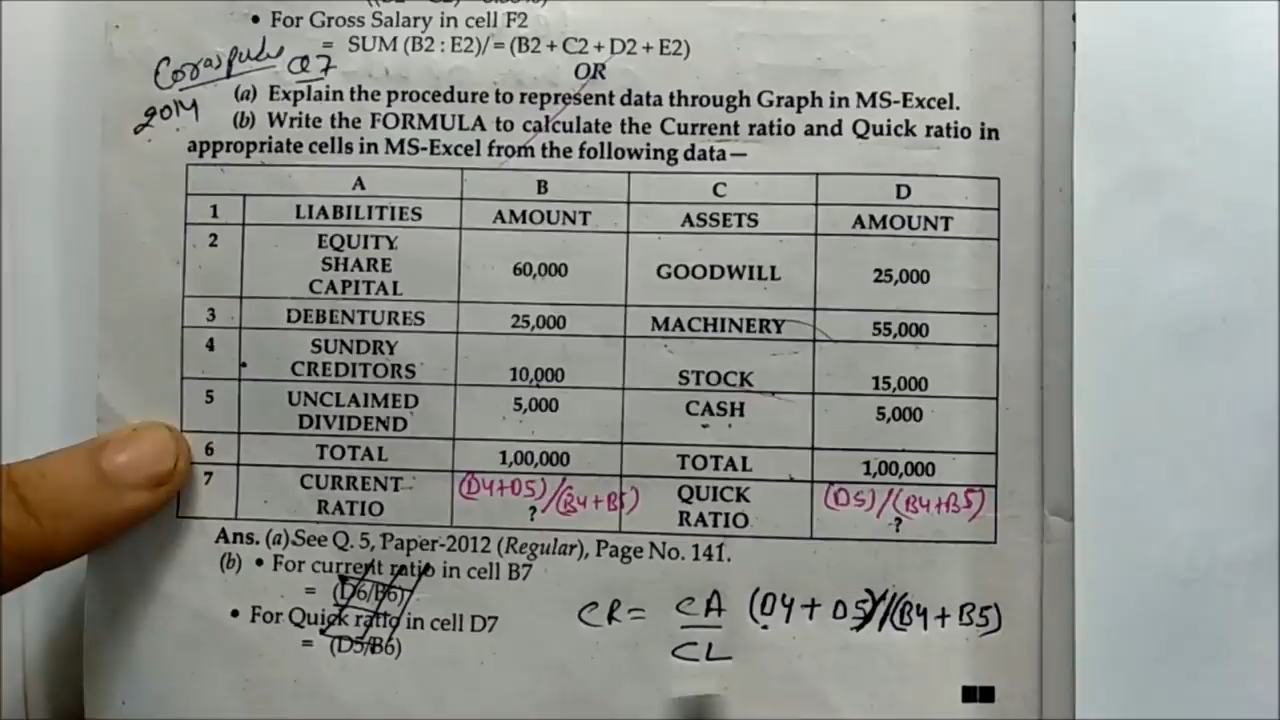 • For Gross Salary in cell F2
= SUM (B2 : E2)/= (B2 + C2 + D2 + E2)
Q7
OR
2014
(a) Explain the procedure to represent data through Graph in MS-Excel.
(b) Write the FORMULA to calculate the Current ratio and Quick ratio in
appropriate cells in MS-Excel from the following data—
A B C D
1 LIABILITIES AMOUNT ASSETS AMOUNT
2 EQUITY SHARE CAPITAL 60,000 GOODWILL 25,000
3 DEBENTURES 25,000 MACHINERY 55,000
4 SUNDRY CREDITORS 10,000 STOCK 15,000
5 UNCLAIMED DIVIDEND 5,000 CASH 5,000
6 TOTAL 1,00,000 TOTAL 1,00,000
7 CURRENT RATIO (D4+D5)/(B4+B5) ? QUICK RATIO (D5)/(B4+B5) ?
Ans. (a) See Q. 5, Paper-2012 (Regular), Page No. 141.
(b) • For current ratio in cell B7
= (D6/B6)
• For Quick ratio in cell D7
= (D5/B6)
CR = CA (D4 + D5)/(B4 + B5)
CL